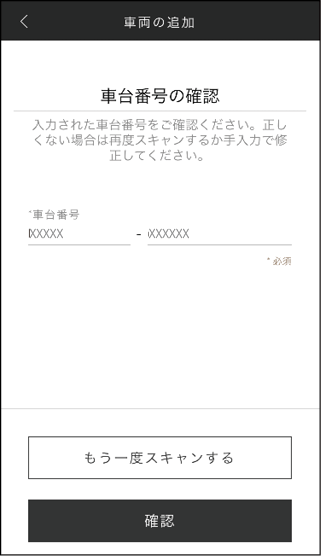 車両の追加
車台番号の確認
入力された車台番号をご確認ください。正し
くない場合は再度スキャンするか手入力で修
正してください。
*車台番号
XXXXX - XXXXXX
* 必須
もう一度スキャンする
確認